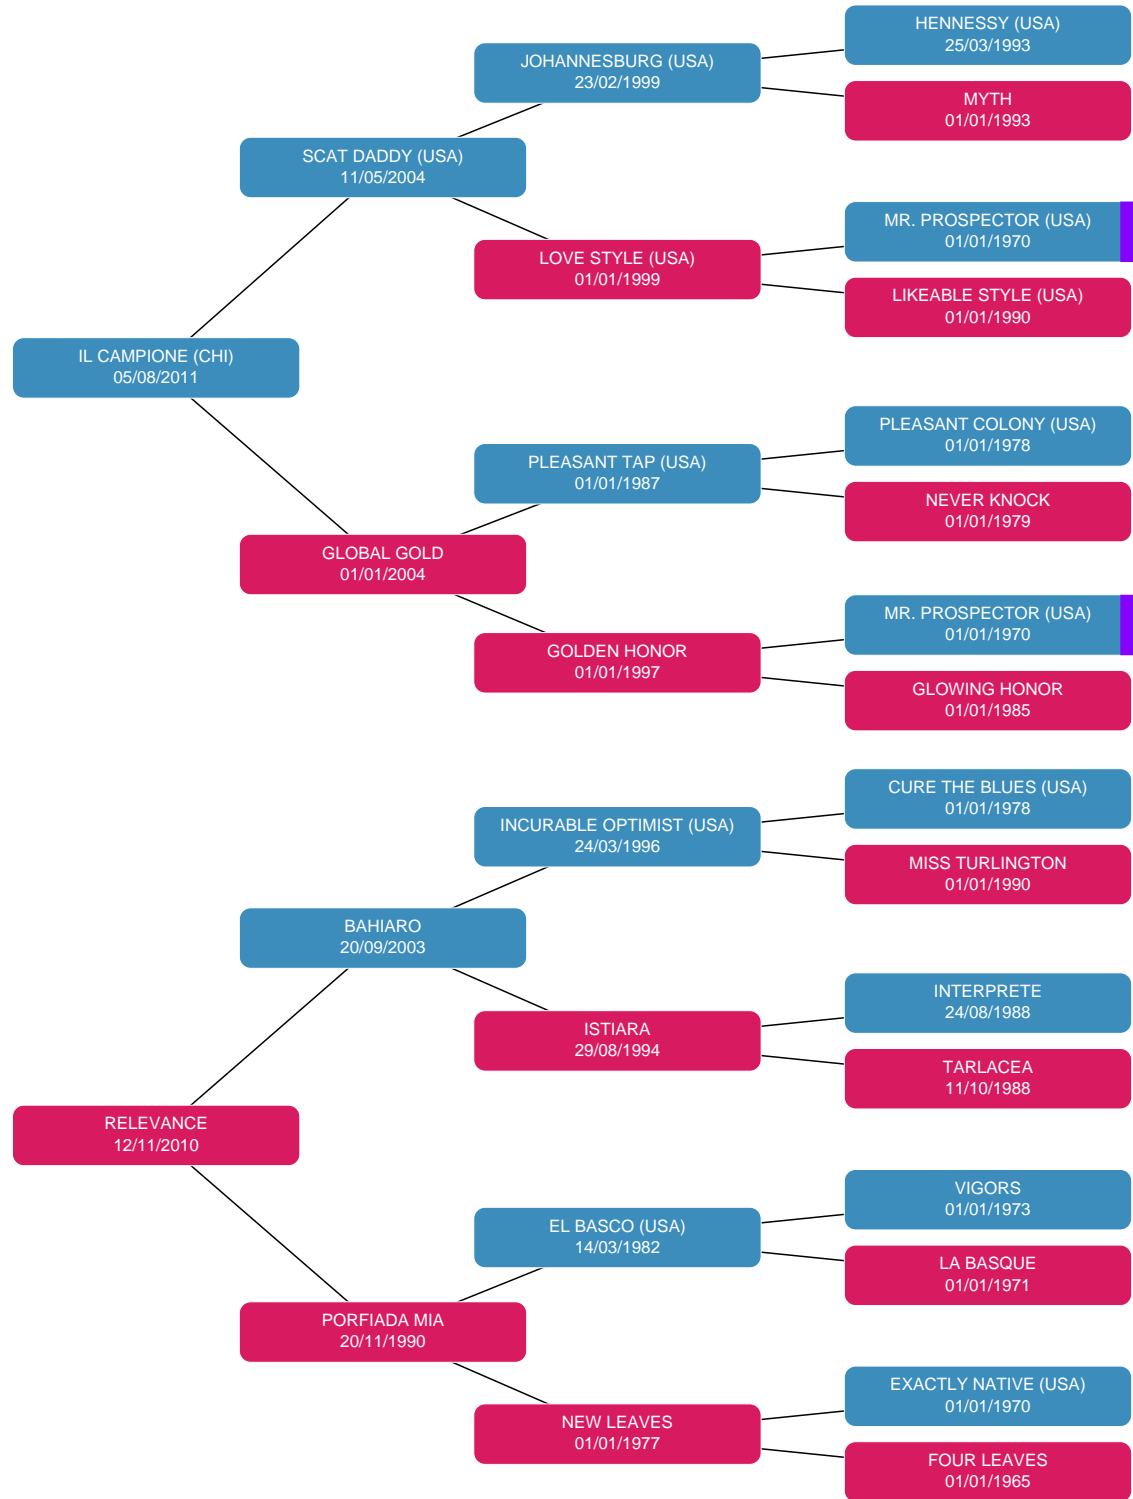 HENNESSY (USA)
25/03/1993
JOHANNESBURG (USA)
23/02/1999
MYTH
01/01/1993
SCAT DADDY (USA)
11/05/2004
MR. PROSPECTOR (USA)
01/01/1970
LOVE STYLE (USA)
01/01/1999
LIKEABLE STYLE (USA)
01/01/1990
IL CAMPIONE (CHI)
05/08/2011
PLEASANT COLONY (USA)
01/01/1978
PLEASANT TAP (USA)
01/01/1987
NEVER KNOCK
01/01/1979
GLOBAL GOLD
01/01/2004
MR. PROSPECTOR (USA)
01/01/1970
GOLDEN HONOR
01/01/1997
GLOWING HONOR
01/01/1985
CURE THE BLUES (USA)
01/01/1978
INCURABLE OPTIMIST (USA)
24/03/1996
MISS TURLINGTON
01/01/1990
BAHIARO
20/09/2003
INTERPRETE
24/08/1988
ISTIARA
29/08/1994
TARLACEA
11/10/1988
RELEVANCE
12/11/2010
VIGORS
01/01/1973
EL BASCO (USA)
14/03/1982
LA BASQUE
01/01/1971
PORFIADA MIA
20/11/1990
EXACTLY NATIVE (USA)
01/01/1970
NEW LEAVES
01/01/1977
FOUR LEAVES
01/01/1965